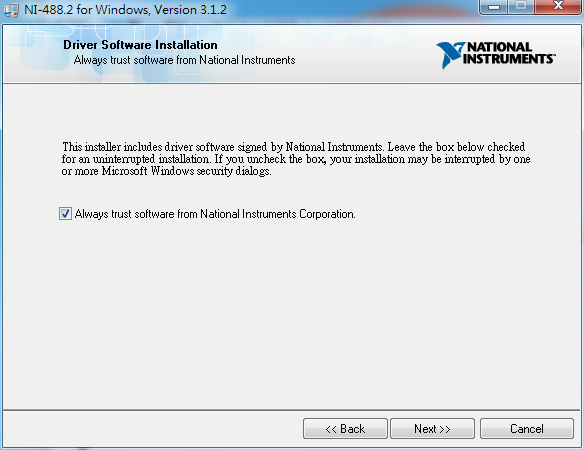 NI-488.2 for Windows, Version 3.1.2
Driver Software Installation
Always trust software from National Instruments
NATIONAL
INSTRUMENTS™
This installer includes driver software signed by National Instruments. Leave the box below checked
for an uninterrupted installation. If you uncheck the box, your installation may be interrupted by one
or more Microsoft Windows security dialogs.
Always trust software from National Instruments Corporation.
<< Back
Next >>
Cancel